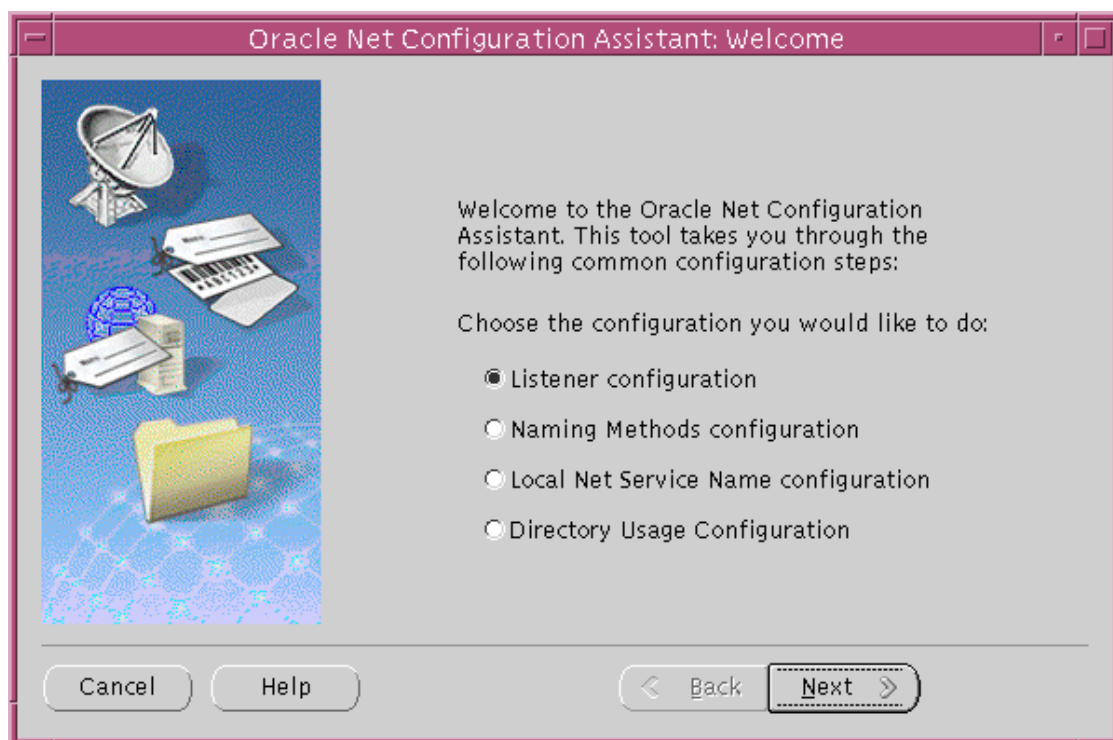 Oracle Net Configuration Assistant: Welcome
Welcome to the Oracle Net Configuration
Assistant. This tool takes you through the
following common configuration steps:
Choose the configuration you would like to do:
Listener configuration
Naming Methods configuration
Local Net Service Name configuration
Directory Usage Configuration
Cancel
Help
Back
Next